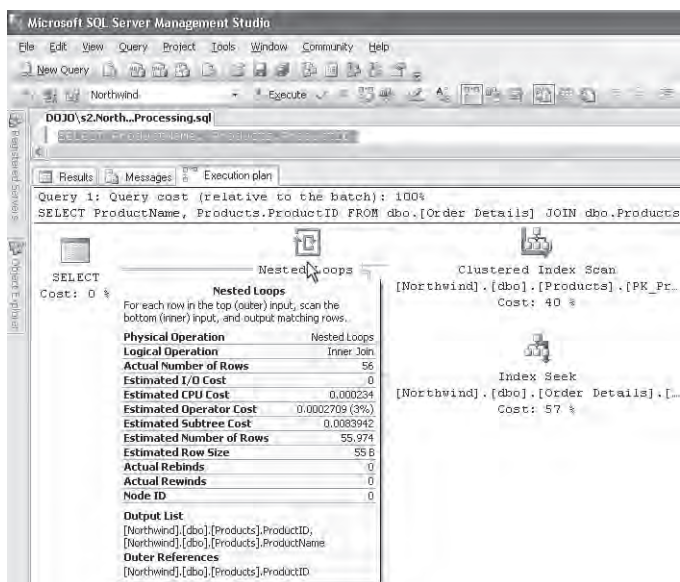 Microsoft SQL Server Management Studio
File Edit View Query Project Tools Window Community Help
New Query
Northwind Execute
DOJO\s2.North...Processing.sql
Registered Servers
Object Explorer
SELECT ProductName, Products.ProductID
Results Messages Execution plan
Query 1: Query cost (relative to the batch): 100%
SELECT ProductName, Products.ProductID FROM dbo.[Order Details] JOIN dbo.Products
SELECT
Cost: 0 %
Nested Loops
Clustered Index Scan
[Northwind].[dbo].[Products].[PK_Pr…
Cost: 40 %
Index Seek
[Northwind].[dbo].[Order Details].[…
Cost: 57 %
Nested Loops
For each row in the top (outer) input, scan the
bottom (inner) input, and output matching rows.
Physical Operation Nested Loops
Logical Operation Inner Join
Actual Number of Rows 56
Estimated I/O Cost 0
Estimated CPU Cost 0.000234
Estimated Operator Cost 0.0002709 (3%)
Estimated Subtree Cost 0.0083942
Estimated Number of Rows 55.974
Estimated Row Size 55 B
Actual Rebinds 0
Actual Rewinds 0
Node ID 0
Output List
[Northwind].[dbo].[Products].ProductID,
[Northwind].[dbo].[Products].ProductName
Outer References
[Northwind].[dbo].[Products].ProductID